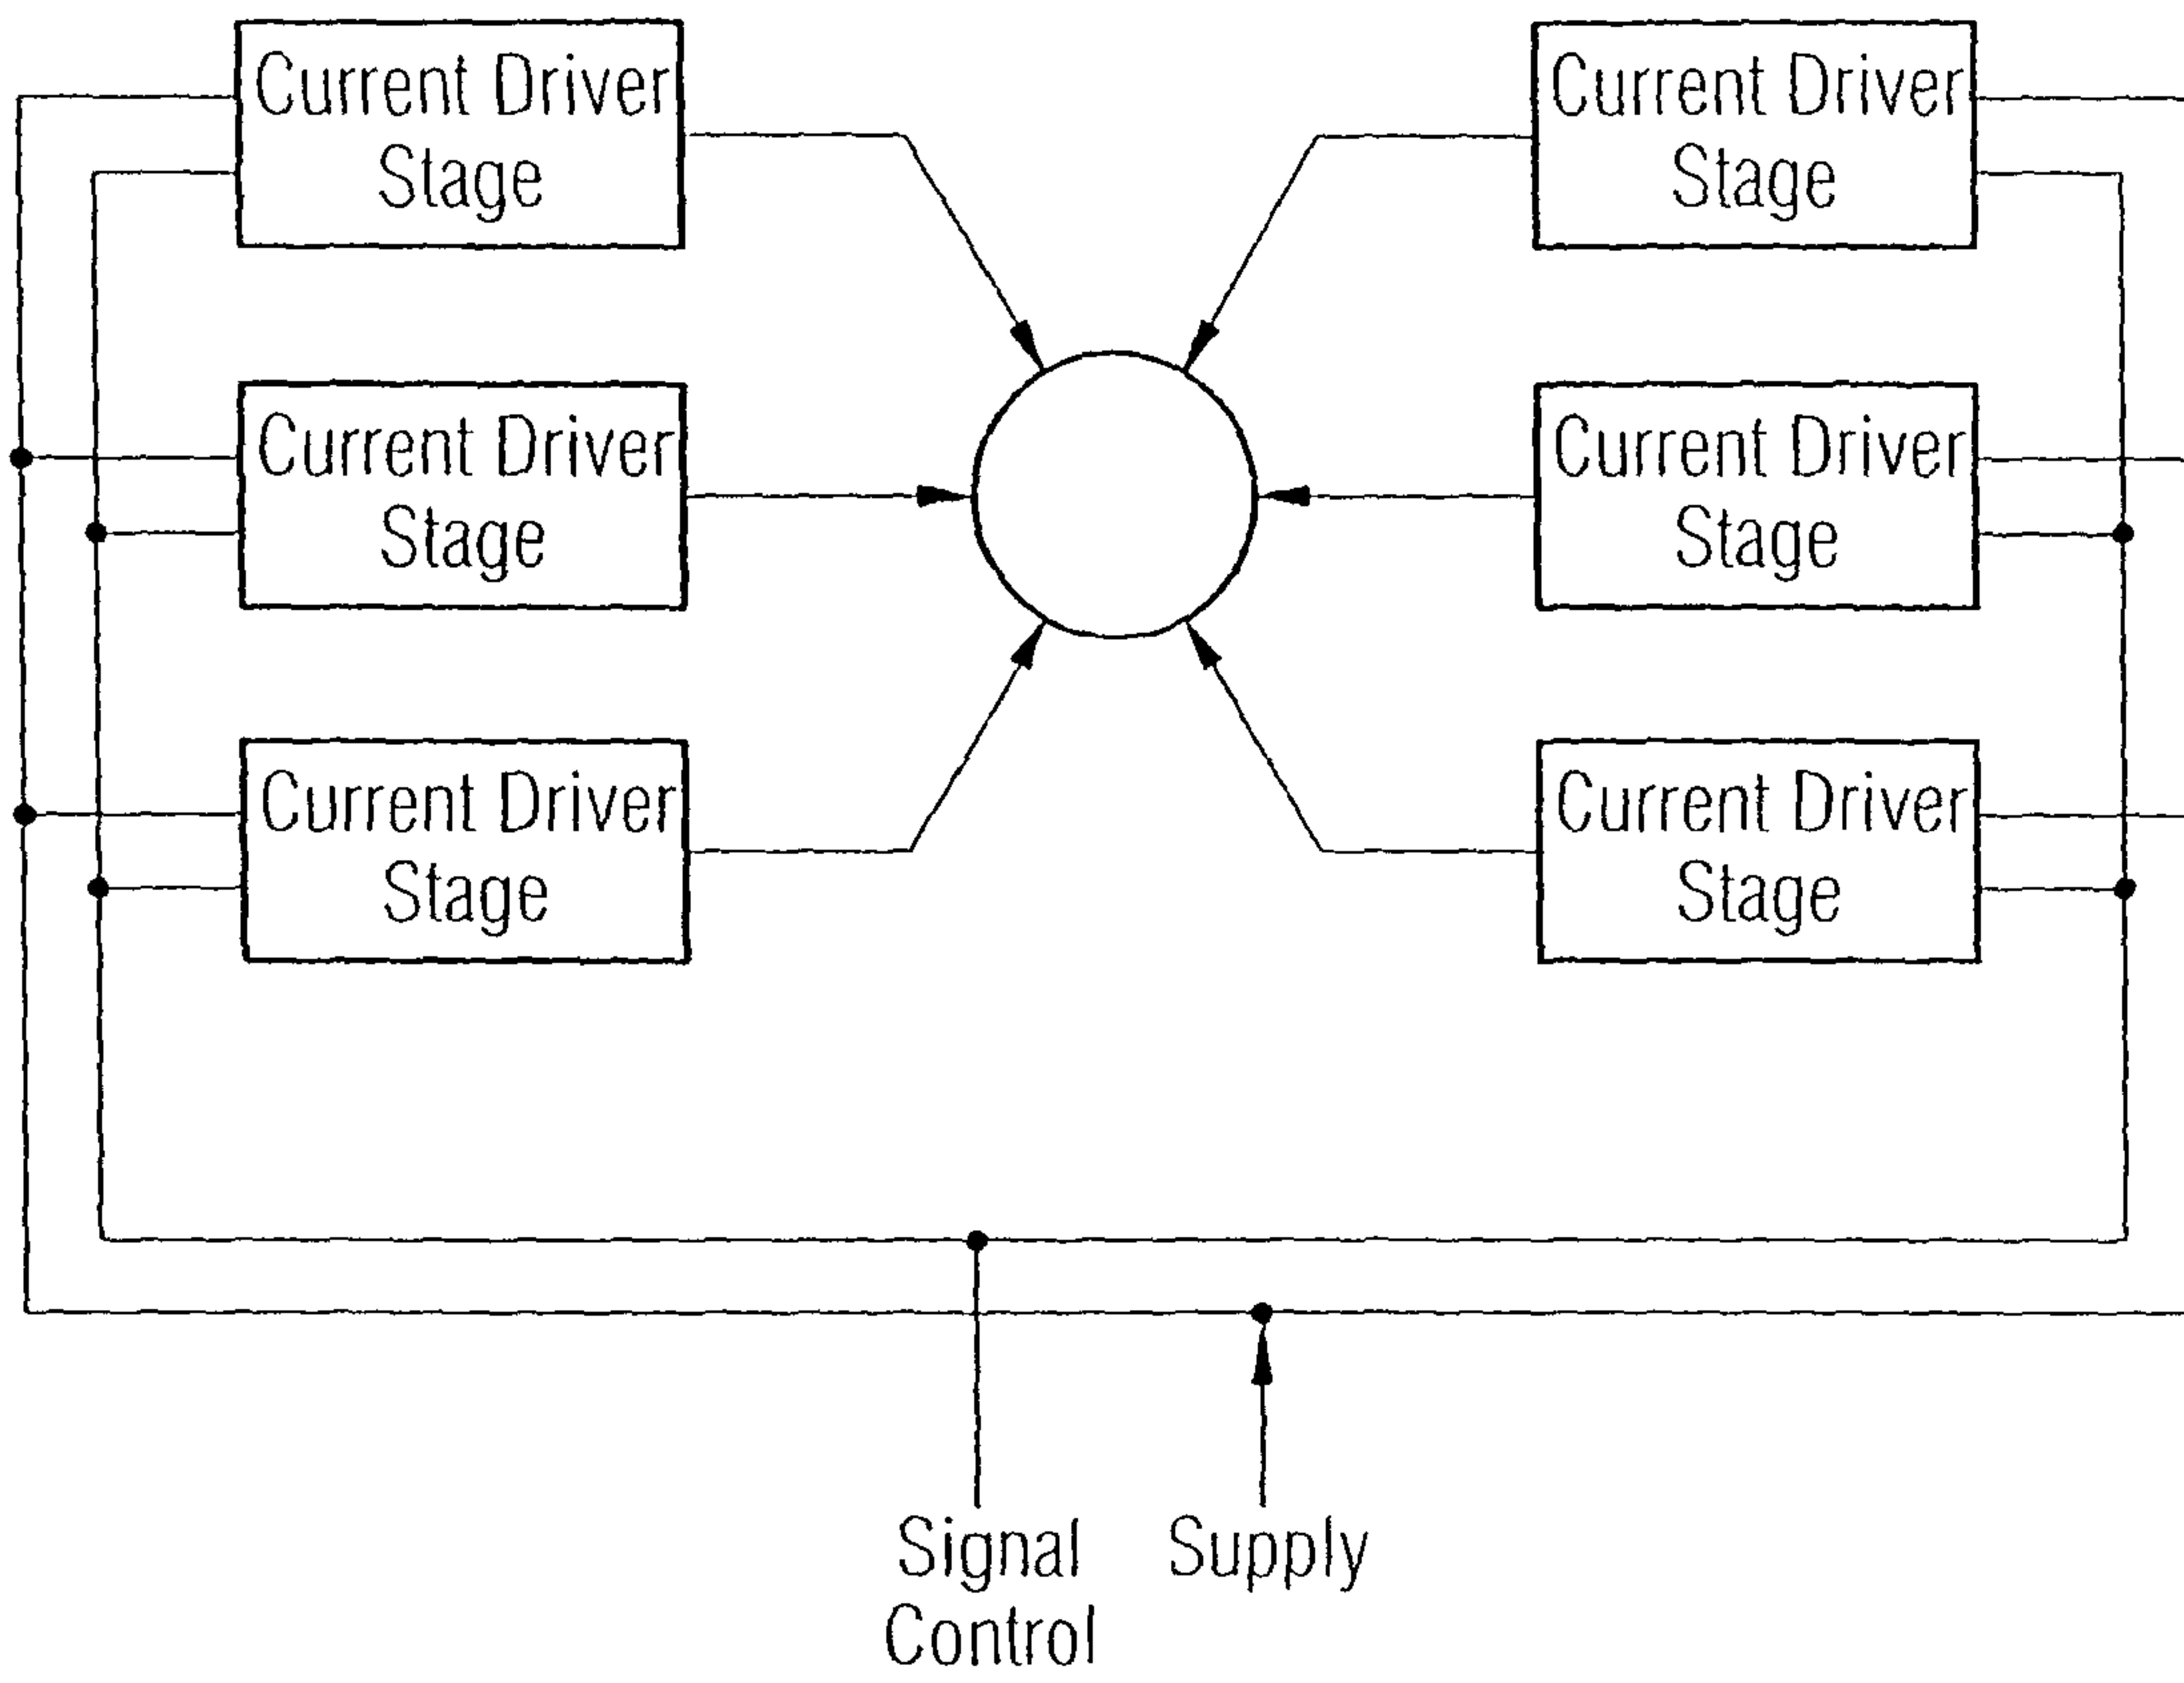 Current Driver
Stage
Current Driver
Stage
Current Driver
Stage
Current Driver
Stage
Current Driver
Stage
Current Driver
Stage
Signal
Control
Supply